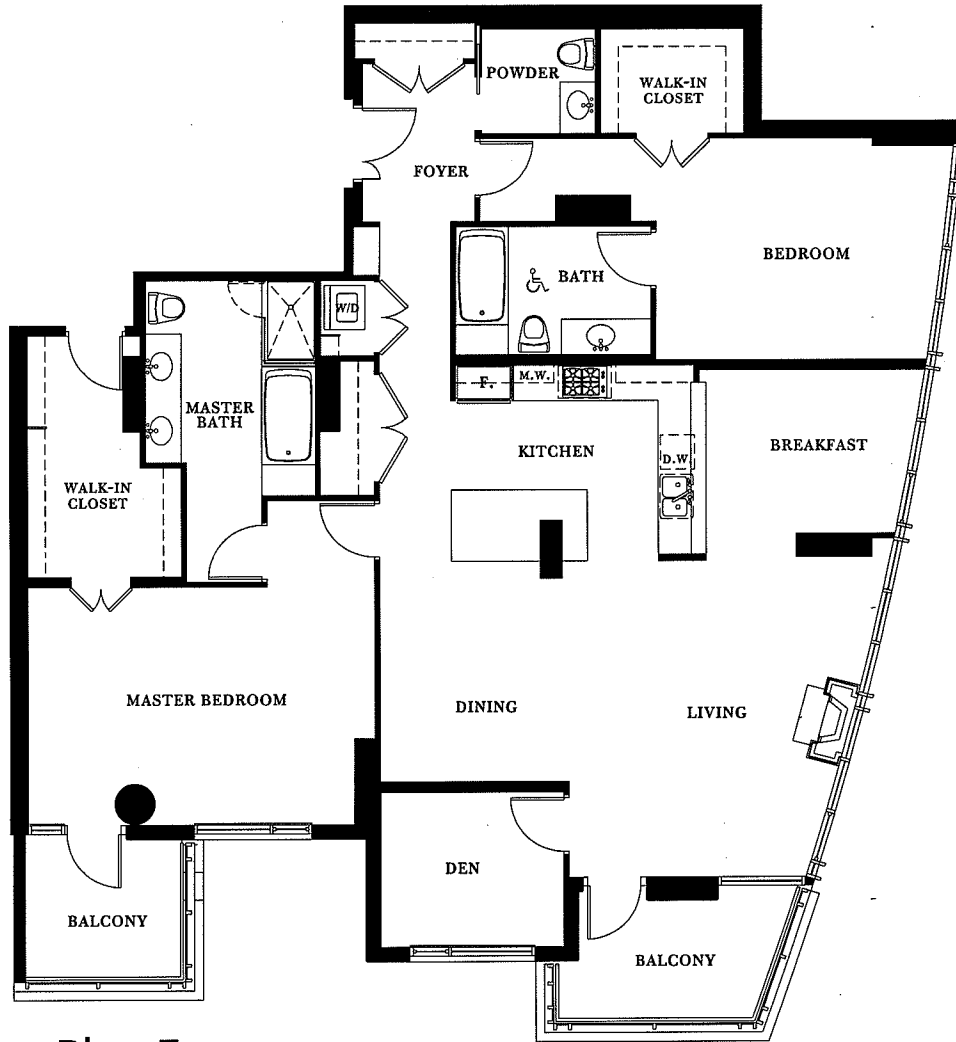 POWDER
WALK-IN
CLOSET
FOYER
BEDROOM
BATH
W/D
F.
M.W.
MASTER
BATH
KITCHEN
BREAKFAST
D.W.
WALK-IN
CLOSET
MASTER BEDROOM
DINING
LIVING
DEN
BALCONY
BALCONY